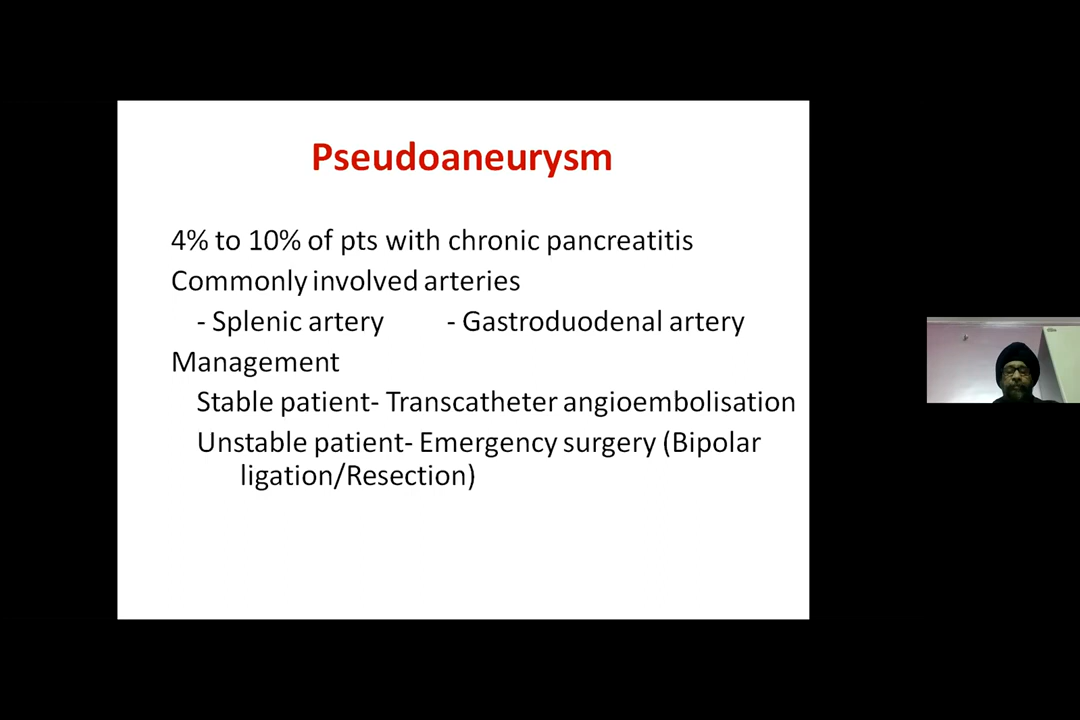 Pseudoaneurysm
4% to 10% of pts with chronic pancreatitis
Commonly involved arteries
- Splenic artery - Gastroduodenal artery
Management
Stable patient- Transcatheter angioembolisation
Unstable patient- Emergency surgery (Bipolar
ligation/Resection)